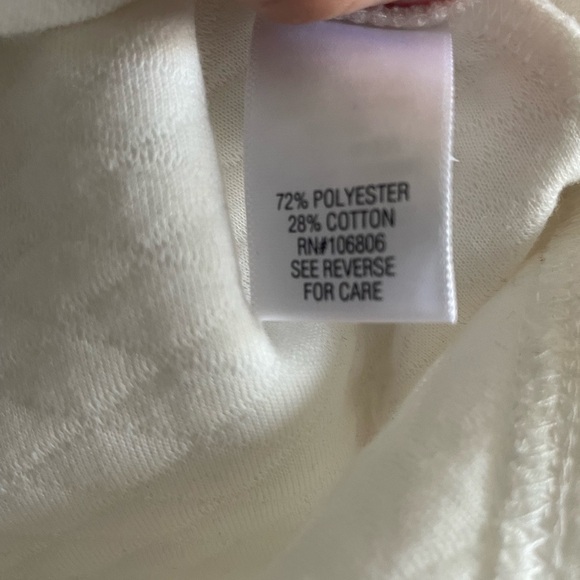 72% POLYESTER
28% COTTON
RN#106806
SEE REVERSE
FOR CARE